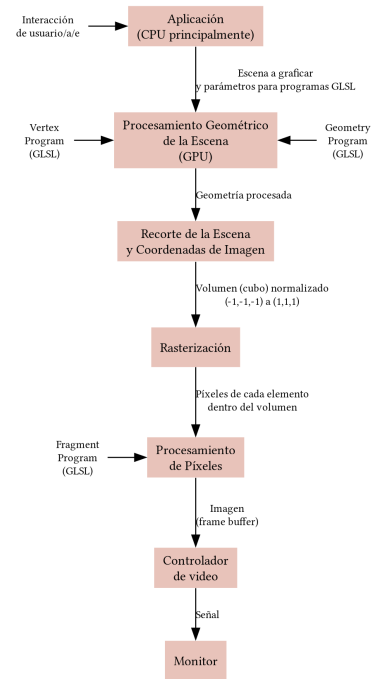 Interacción
de usuario/a/e
Aplicación
(CPU principalmente)
Escena a graficar
y parámetros para programas GLSL
Vertex
Program
(GLSL)
Procesamiento Geométrico
de la Escena
(GPU)
Geometry
Program
(GLSL)
Geometría procesada
Recorte de la Escena
y Coordenadas de Imagen
Volumen (cubo) normalizado
(-1,-1,-1) a (1,1,1)
Rasterización
Píxeles de cada elemento
dentro del volumen
Fragment
Program
(GLSL)
Procesamiento
de Píxeles
Imagen
(frame buffer)
Controlador
de video
Señal
Monitor